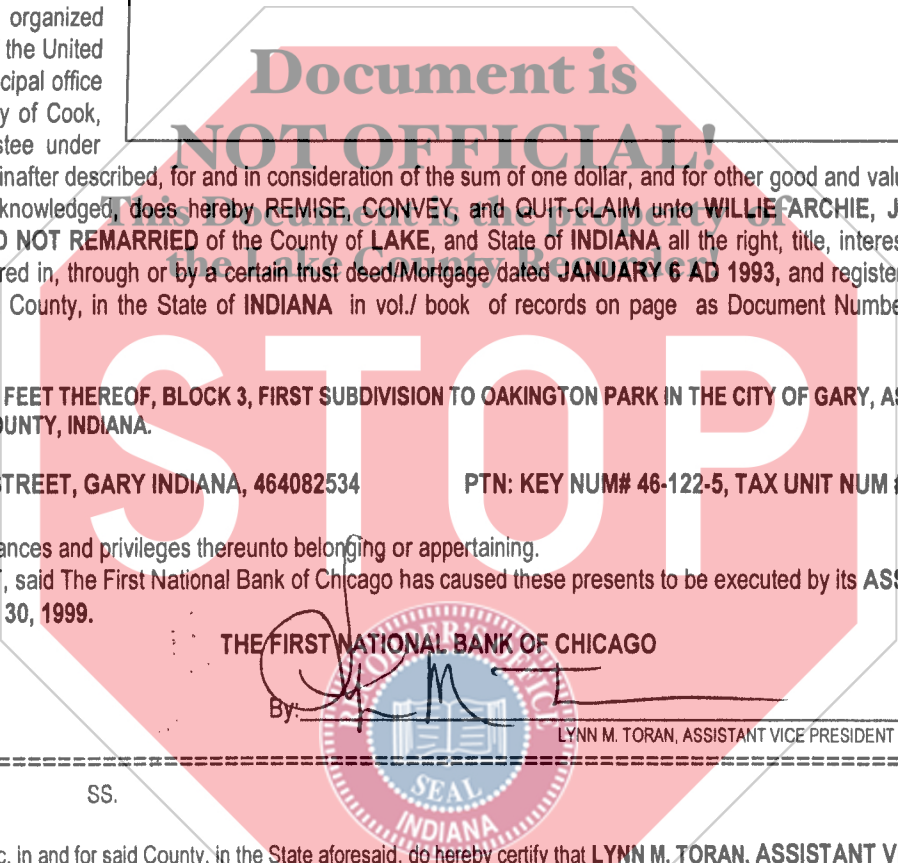 organized
the United
cipal office
y of Cook,
stee under
Document is
NOT OFFICIAL!
This Document is the property of
the Lake County Recorder!
inafter described, for and in consideration of the sum of one dollar, and for other good and valu
knowledged, does hereby REMISE, CONVEY, and QUIT-CLAIM unto WILLIE ARCHIE, J
D NOT REMARRIED of the County of LAKE, and State of INDIANA all the right, title, interes
red in, through or by a certain trust deed/Mortgage dated JANUARY 6 AD 1993, and register
County, in the State of INDIANA in vol./ book of records on page as Document Numbe
STOP
FEET THEREOF, BLOCK 3, FIRST SUBDIVISION TO OAKINGTON PARK IN THE CITY OF GARY, AS
OUNTY, INDIANA.
STREET, GARY INDIANA, 464082534 PTN: KEY NUM# 46-122-5, TAX UNIT NUM #
ances and privileges thereunto belonging or appertaining.
, said The First National Bank of Chicago has caused these presents to be executed by its ASS
30, 1999.
THE FIRST NATIONAL BANK OF CHICAGO
By:
LYNN M. TORAN, ASSISTANT VICE PRESIDENT
RECORDER'S OFFICE
SEAL
INDIANA
SS.
c, in and for said County, in the State aforesaid, do hereby certify that LYNN M. TORAN, ASSISTANT V